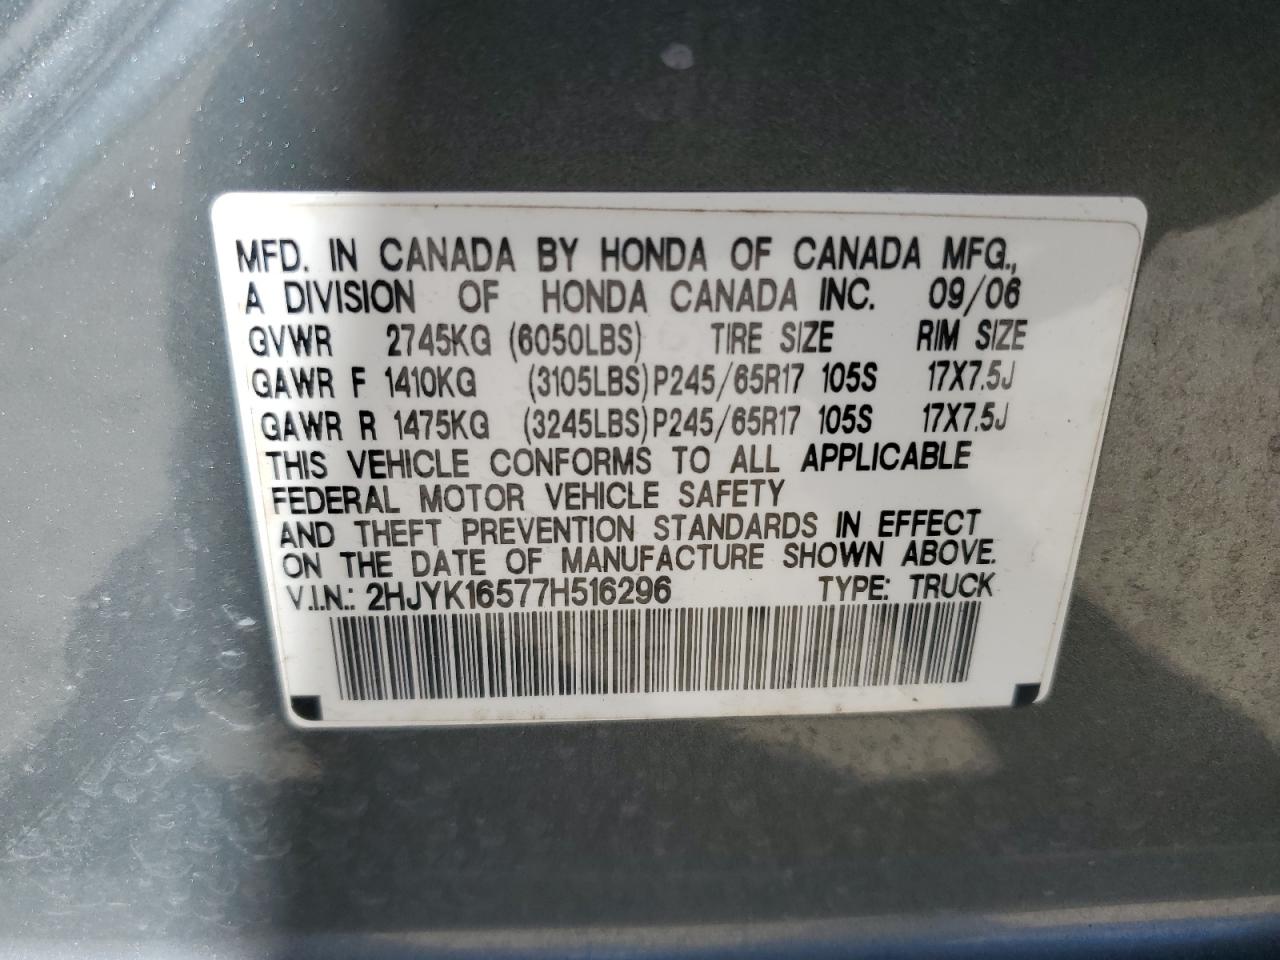 MFD. IN CANADA BY HONDA OF CANADA MFG.,
A DIVISION OF HONDA CANADA INC. 09/06
GVWR 2745KG (6050LBS) TIRE SIZE RIM SIZE
GAWR F 1410KG (3105LBS) P245/65R17 105S 17X7.5J
GAWR R 1475KG (3245LBS) P245/65R17 105S 17X7.5J
THIS VEHICLE CONFORMS TO ALL APPLICABLE
FEDERAL MOTOR VEHICLE SAFETY
AND THEFT PREVENTION STANDARDS IN EFFECT
ON THE DATE OF MANUFACTURE SHOWN ABOVE.
V.I.N.: 2HJYK16577H516296 TYPE: TRUCK